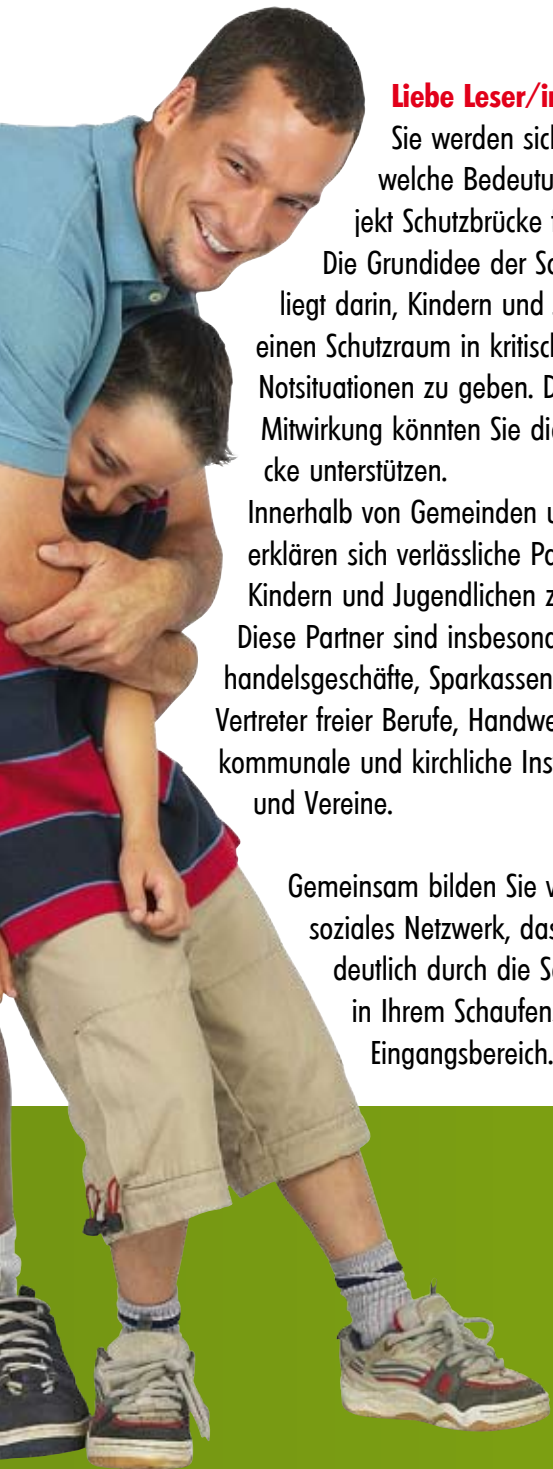 Liebe Leser/in
Sie werden sich
welche Bedeutu
jekt Schutzbrücke
Die Grundidee der Sc
liegt darin, Kindern und
einen Schutzraum in kritisch
Notsituationen zu geben. D
Mitwirkung könnten Sie die
cke unterstützen.
Innerhalb von Gemeinden u
erklären sich verlässliche Pa
Kindern und Jugendlichen z
Diese Partner sind insbesond
handelsgeschäfte, Sparkassen
Vertreter freier Berufe, Handwe
kommunale und kirchliche Ins
und Vereine.
Gemeinsam bilden Sie v
soziales Netzwerk, das
deutlich durch die Sc
in Ihrem Schaufens
Eingangsbereich.